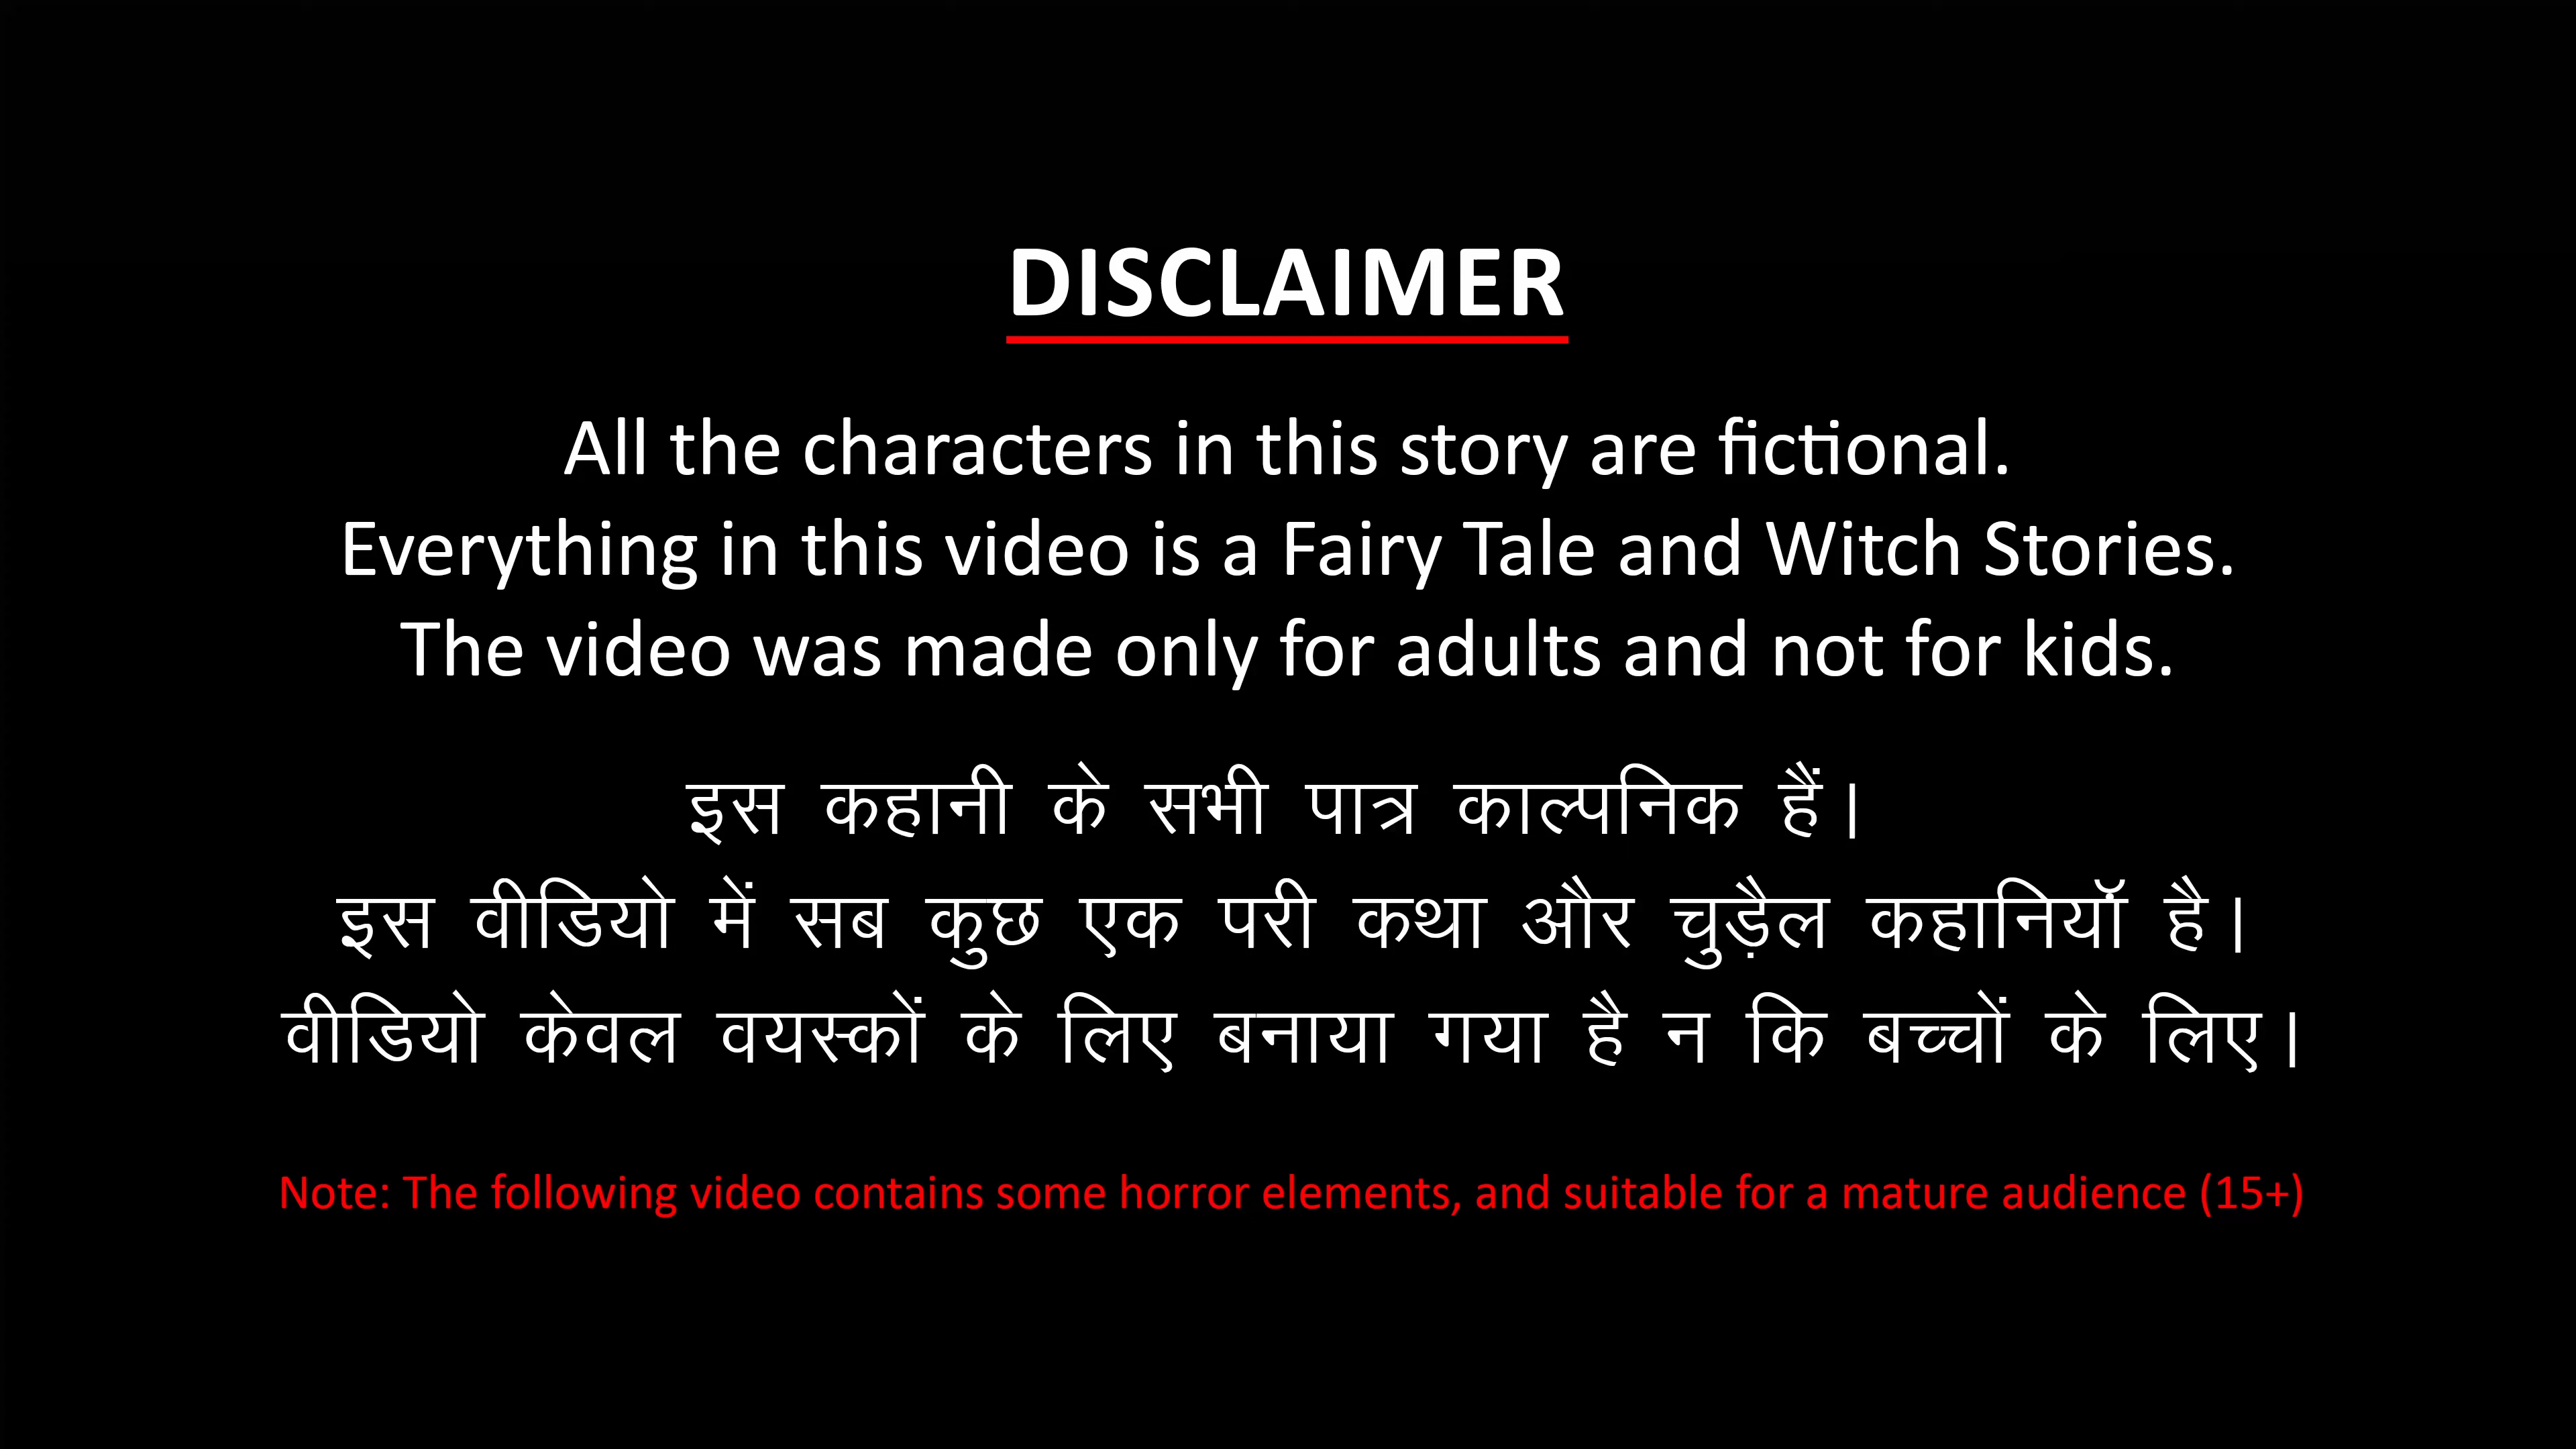 DISCLAIMER
All the characters in this story are fictional.
Everything in this video is a Fairy Tale and Witch Stories.
The video was made only for adults and not for kids.
इस कहानी के सभी पात्र काल्पनिक हैं।
इस वीडियो में सब कुछ एक परी कथा और चुड़ैल कहानियॉ है।
वीडियो केवल वयस्कों के लिए बनाया गया है न कि बच्चों के लिए।
Note: The following video contains some horror elements, and suitable for a mature audience (15+)